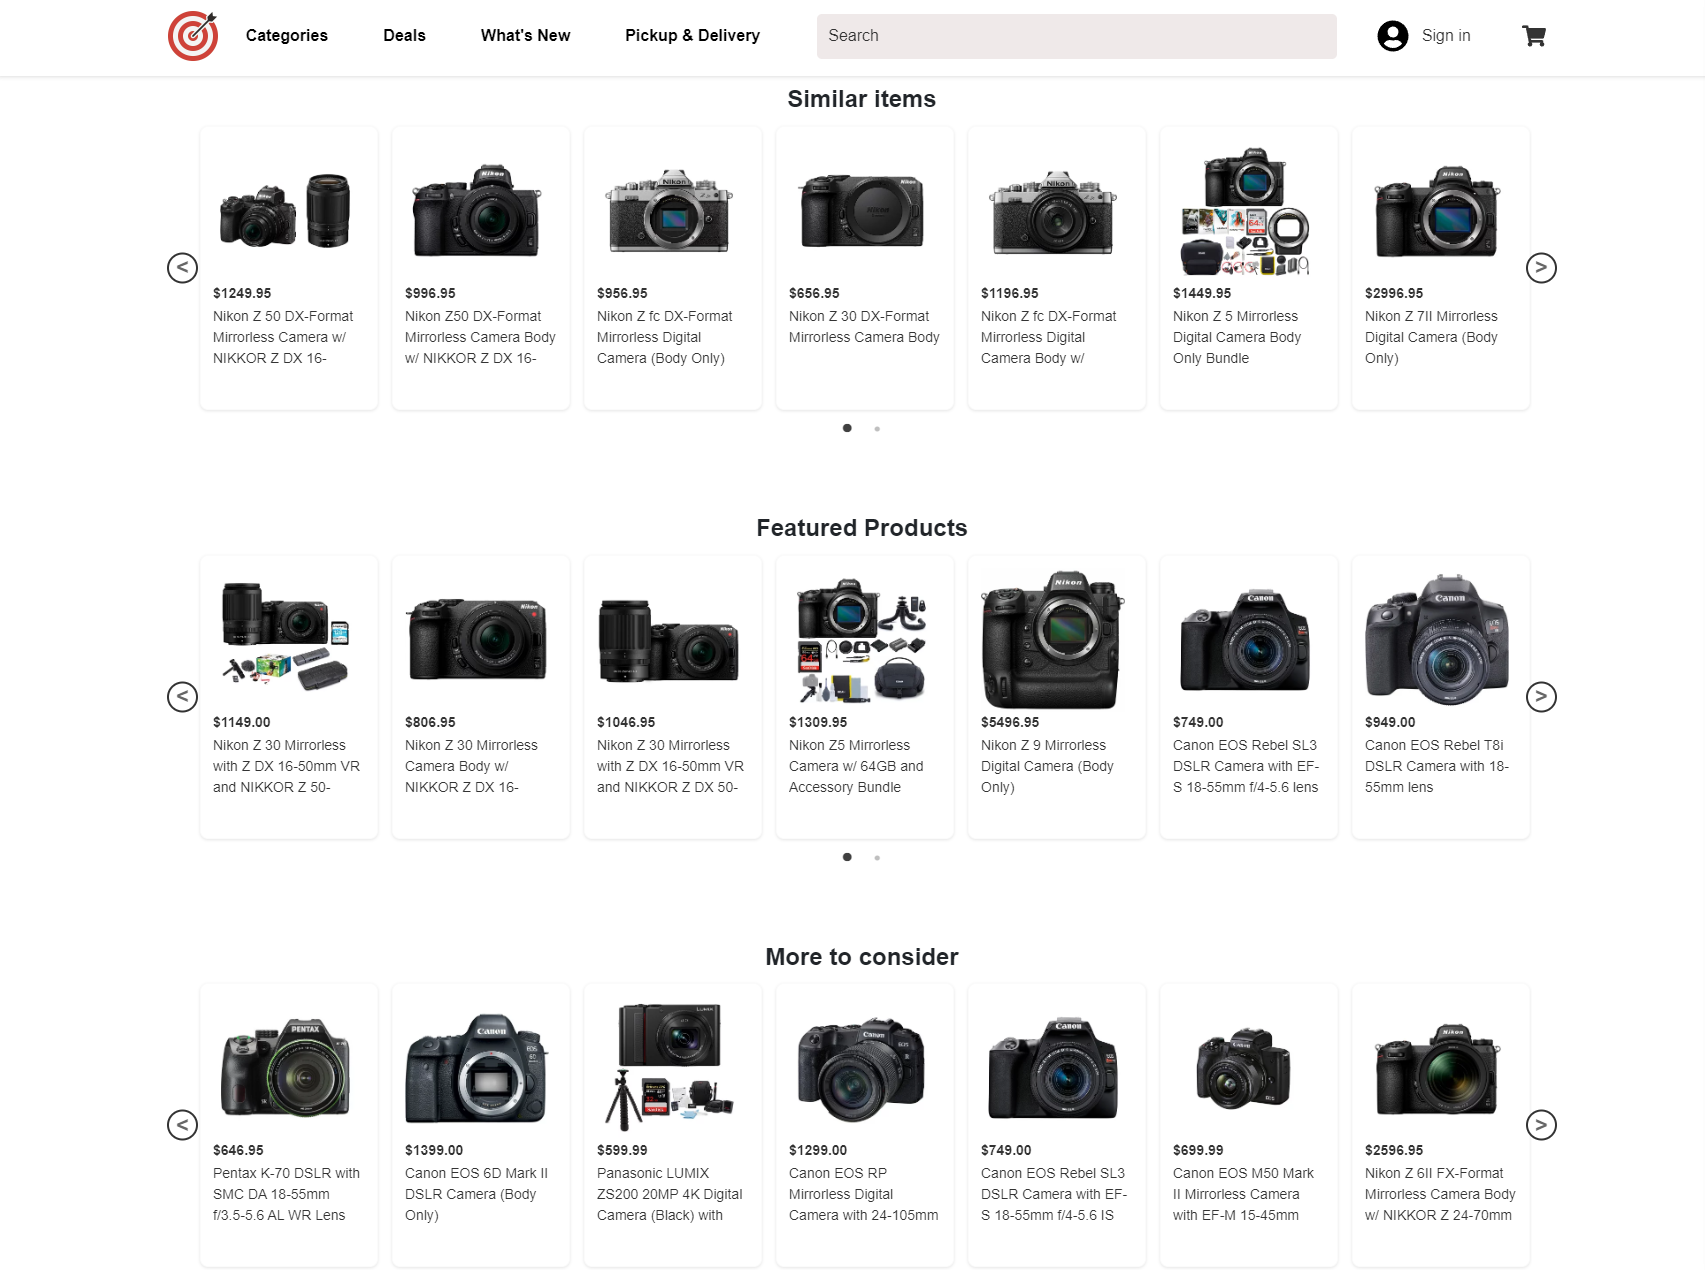 Categories
Deals
What's New
Pickup & Delivery
Search
Sign in
Similar items
<
$1249.95
Nikon Z 50 DX-Format
Mirrorless Camera w/
NIKKOR Z DX 16-
$996.95
Nikon Z50 DX-Format
Mirrorless Camera Body
w/ NIKKOR Z DX 16-
$956.95
Nikon Z fc DX-Format
Mirrorless Digital
Camera (Body Only)
$656.95
Nikon Z 30 DX-Format
Mirrorless Camera Body
$1196.95
Nikon Z fc DX-Format
Mirrorless Digital
Camera Body w/
$1449.95
Nikon Z 5 Mirrorless
Digital Camera Body
Only Bundle
$2996.95
Nikon Z 7II Mirrorless
Digital Camera (Body
Only)
>
Featured Products
<
$1149.00
Nikon Z 30 Mirrorless
with Z DX 16-50mm VR
and NIKKOR Z 50-
$806.95
Nikon Z 30 Mirrorless
Camera Body w/
NIKKOR Z DX 16-
$1046.95
Nikon Z 30 Mirrorless
with Z DX 16-50mm VR
and NIKKOR Z DX 50-
$1309.95
Nikon Z5 Mirrorless
Camera w/ 64GB and
Accessory Bundle
$5496.95
Nikon Z 9 Mirrorless
Digital Camera (Body
Only)
$749.00
Canon EOS Rebel SL3
DSLR Camera with EF-
S 18-55mm f/4-5.6 lens
$949.00
Canon EOS Rebel T8i
DSLR Camera with 18-
55mm lens
>
More to consider
<
$646.95
Pentax K-70 DSLR with
SMC DA 18-55mm
f/3.5-5.6 AL WR Lens
$1399.00
Canon EOS 6D Mark II
DSLR Camera (Body
Only)
$599.99
Panasonic LUMIX
ZS200 20MP 4K Digital
Camera (Black) with
$1299.00
Canon EOS RP
Mirrorless Digital
Camera with 24-105mm
$749.00
Canon EOS Rebel SL3
DSLR Camera with EF-
S 18-55mm f/4-5.6 IS
$699.99
Canon EOS M50 Mark
II Mirrorless Camera
with EF-M 15-45mm
$2596.95
Nikon Z 6II FX-Format
Mirrorless Camera Body
w/ NIKKOR Z 24-70mm
>